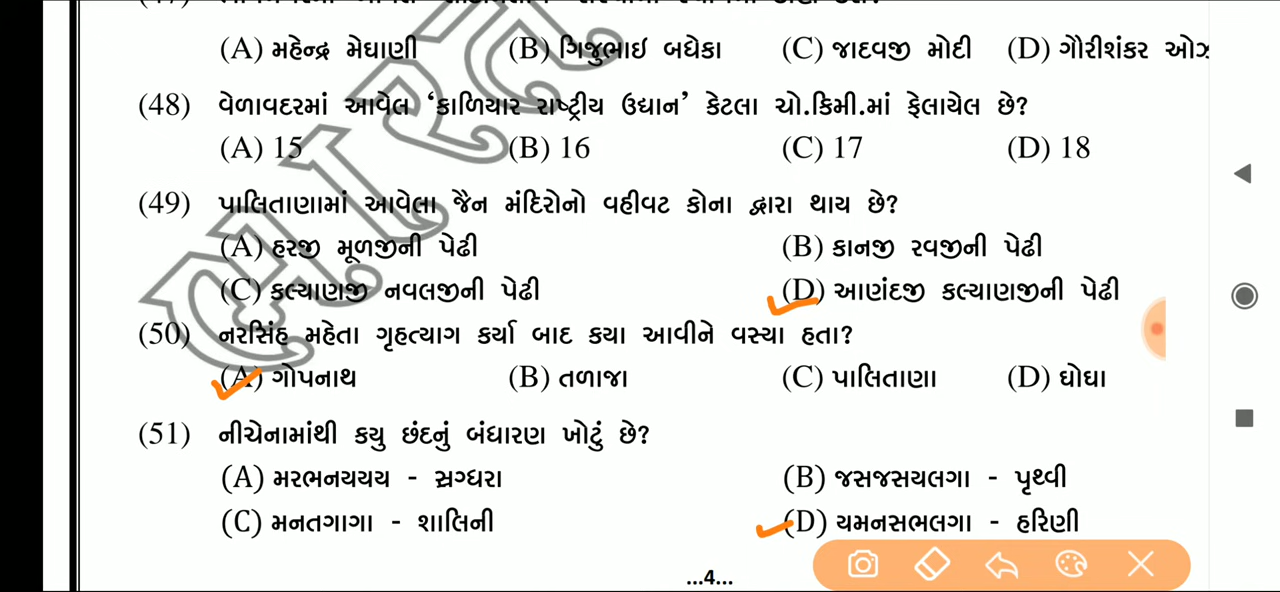 (A) મહેન્દ્ર મેઘાણી (B) ગિજુભાઈ બધેકા (C) જાદવજી મોદી (D) ગૌરીશંકર ઓઝ
(48) વેળાવદરમાં આવેલ ‘કાળિયાર રાષ્ટ્રીય ઉદ્યાન’ કેટલા ચો.કિમી.માં ફેલાયેલ છે?
(A) 15 (B) 16 (C) 17 (D) 18
(49) પાલિતાણામાં આવેલા જૈન મંદિરોનો વહીવટ કોના દ્વારા થાય છે?
(A) હરજી મૂળજીની પેઢી (B) કાનજી રવજીની પેઢી
(C) કલ્યાણજી નવલજીની પેઢી (D) આણંદજી કલ્યાણજીની પેઢી
(50) નરસિંહ મહેતા ગૃહત્યાગ કર્યા બાદ કયા આવીને વસ્યા હતા?
(A) ગોપનાથ (B) તળાજા (C) પાલિતાણા (D) ઘોઘા
(51) નીચેનામાંથી કયુ છંદનું બંધારણ ખોટું છે?
(A) મરભનયયય - સ્રગ્ધરા (B) જસજસયલગા - પૃથ્વી
(C) મનતગાગા - શાલિની (D) યમનસભલગા - હરિણી
...4...